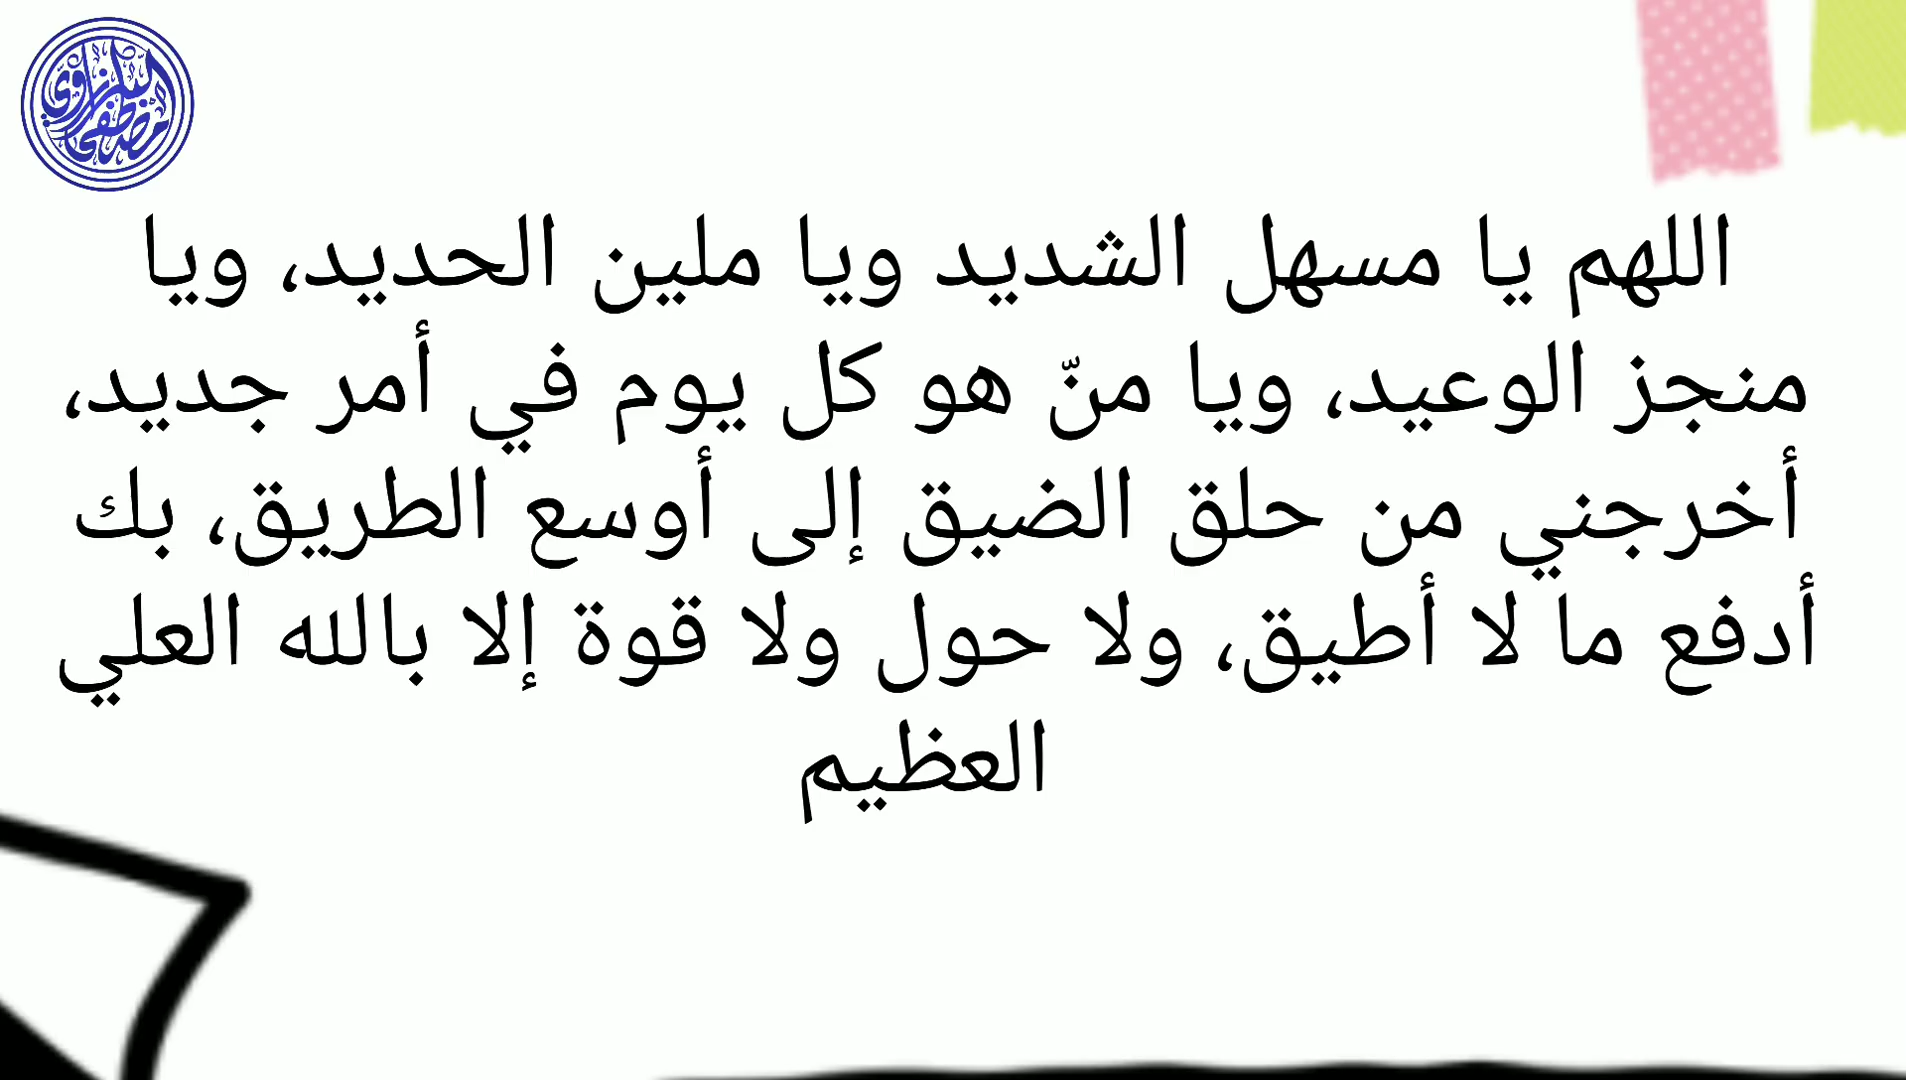 اللهم يا مسهل الشديد ويا ملين الحديد، ويا
منجز الوعيد، ويا منّ هو كل يوم في أمر جديد،
أخرجني من حلق الضيق إلى أوسع الطريق، بك
أدفع ما لا أطيق، ولا حول ولا قوة إلا بالله العلي
العظيم